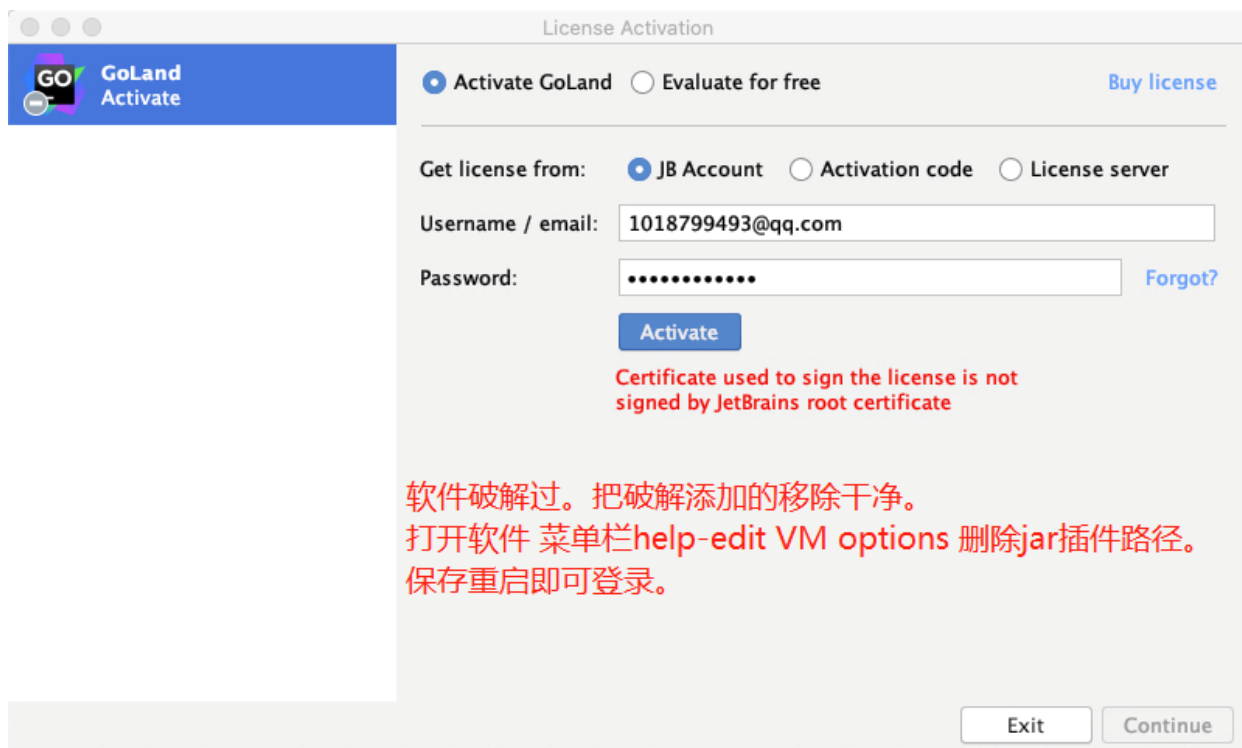 License Activation
GO
GoLand
Activate
Activate GoLand
Evaluate for free
Buy license
Get license from:
JB Account
Activation code
License server
Username / email:
1018799493@qq.com
Password:
••••••••••••
Forgot?
Activate
Certificate used to sign the license is not
signed by JetBrains root certificate
软件破解过。把破解添加的移除干净。
打开软件 菜单栏help-edit VM options 删除jar插件路径。
保存重启即可登录。
Exit
Continue